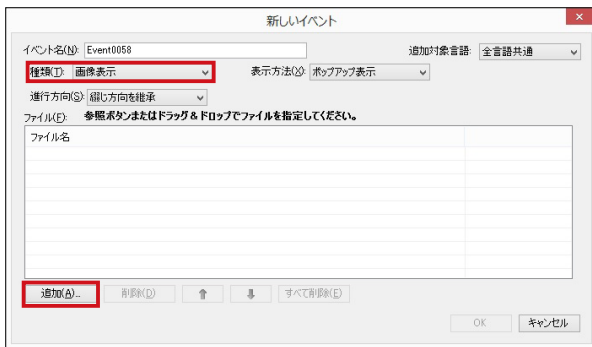 新しいイベント
イベント名(N): Event0058 追加対象言語: 全言語共通
種類(T): 画像表示 表示方法(X): ポップアップ表示
進行方向(S): 綴じ方向を継承
ファイル(F): 参照ボタンまたはドラッグ&ドロップでファイルを指定してください。
ファイル名
追加(A)... 削除(D) すべて削除(E)
OK キャンセル